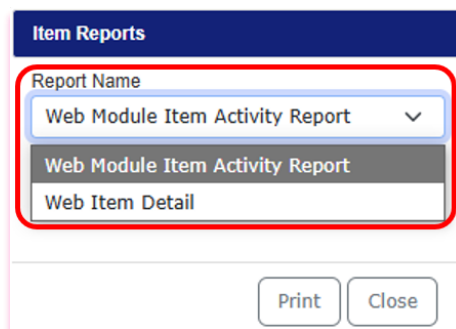 Item Reports
Report Name
Web Module Item Activity Report
Web Module Item Activity Report
Web Item Detail
Print Close